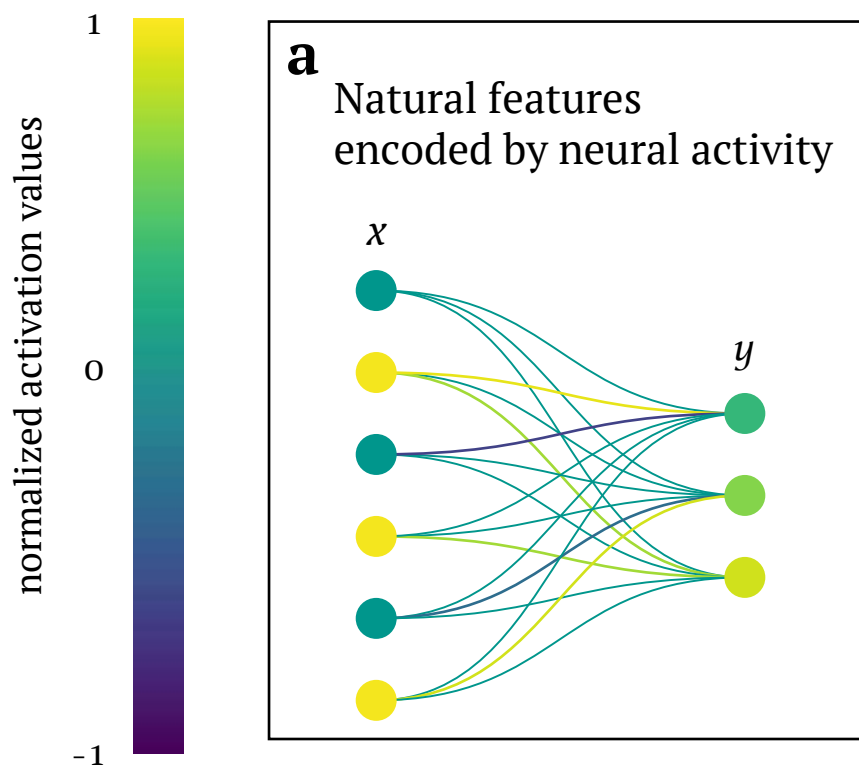 1
0
-1
normalized activation values
a
Natural features
encoded by neural activity
x
y